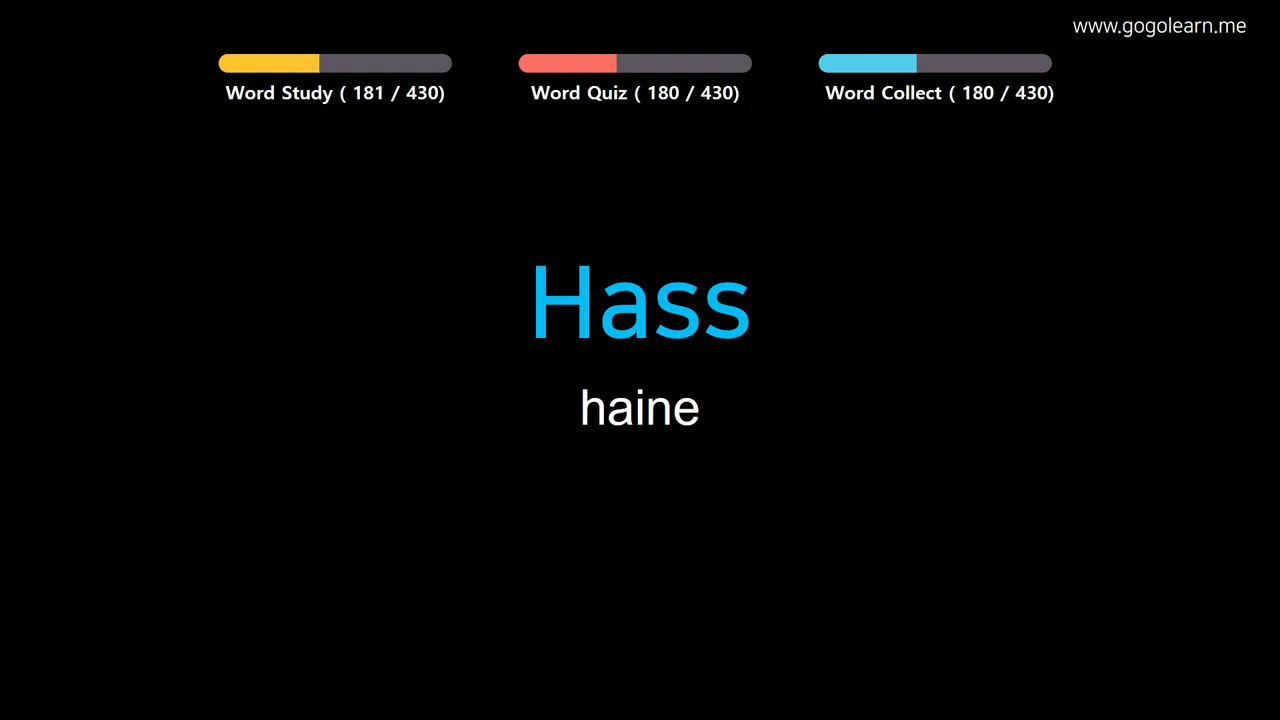 www.gogolearn.me
Word Study ( 181 / 430)
Word Quiz ( 180 / 430)
Word Collect ( 180 / 430)
Hass
haine